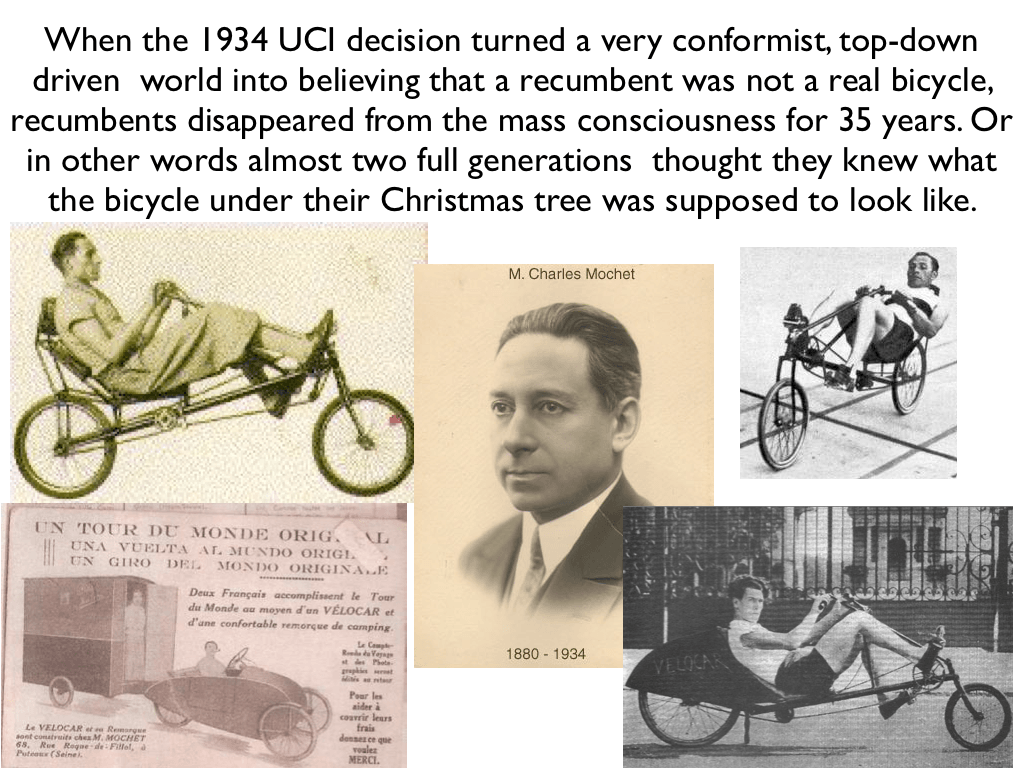 When the 1934 UCI decision turned a very conformist, top-down
driven  world into believing that a recumbent was not a real bicycle,
recumbents disappeared from the mass consciousness for 35 years. Or
in other words almost two full generations  thought they knew what
the bicycle under their Christmas tree was supposed to look like.
M. Charles Mochet
1880 - 1934
UN TOUR DU MONDE ORIG. AL
UNA VUELTA AL MUNDO ORIGI
UN GIRO DEL MONDO ORIGINALE
Deux Français accomplissent le Tour
du Monde au moyen d'un VÉLOCAR et
d'une confortable remorque de camping.
Le Compte-
Rendu du Voyage
et des Photo-
graphies seront
édités au retour
Pour les
aider à
couvrir leurs
frais
donnez ce que
voulez
MERCI.
Le VELOCAR et sa Remorque
sont construits chez M. MOCHET
68, Rue Roque-de-Fillol, à
Puteaux (Seine).
VELOCAR